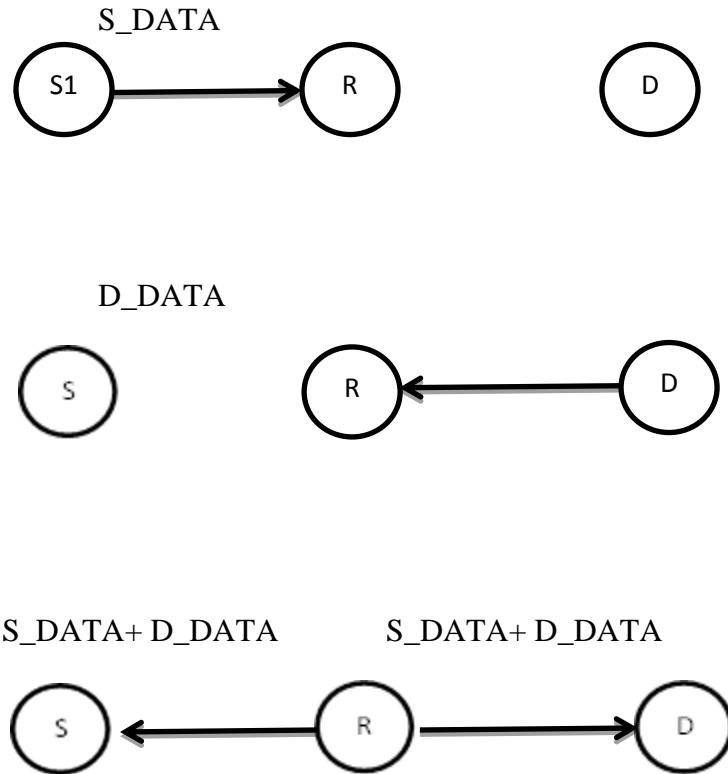 S_DATA
S1 R D
D_DATA
S R D
S_DATA+ D_DATA S_DATA+ D_DATA
S R D